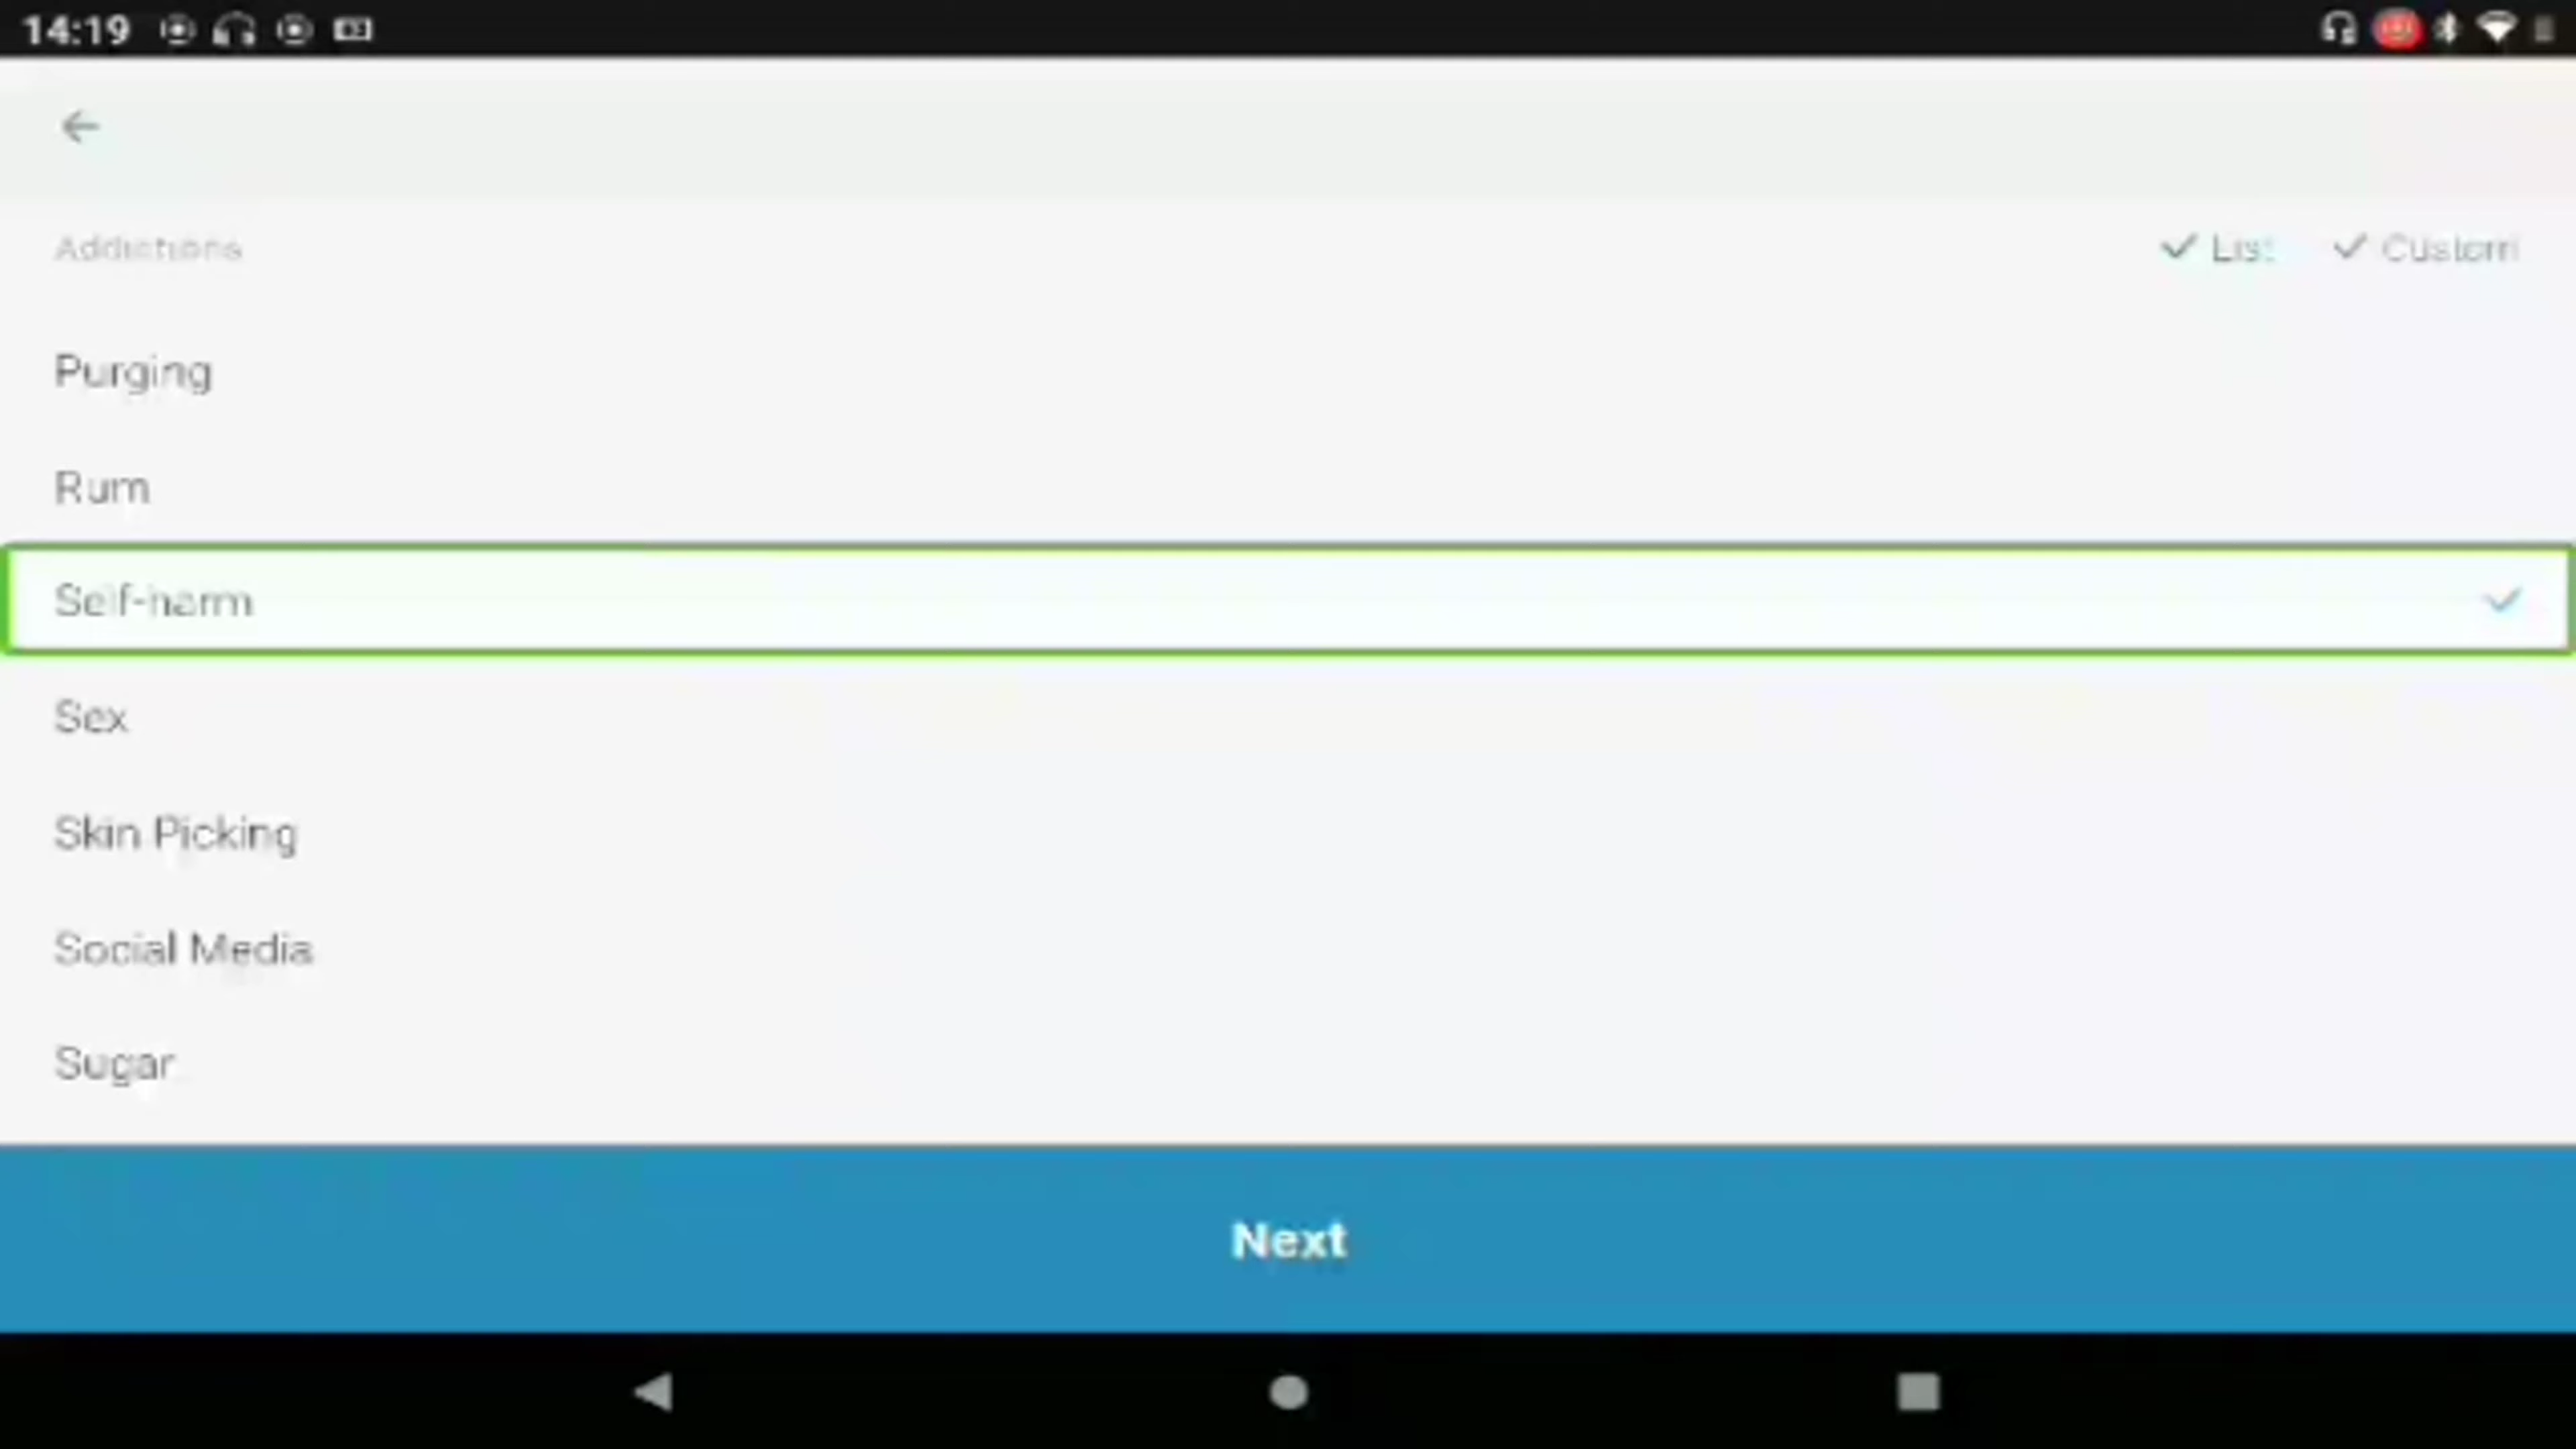 14:19
Addictions
List Custom
Purging
Rum
Self-harm
Sex
Skin Picking
Social Media
Sugar
Next